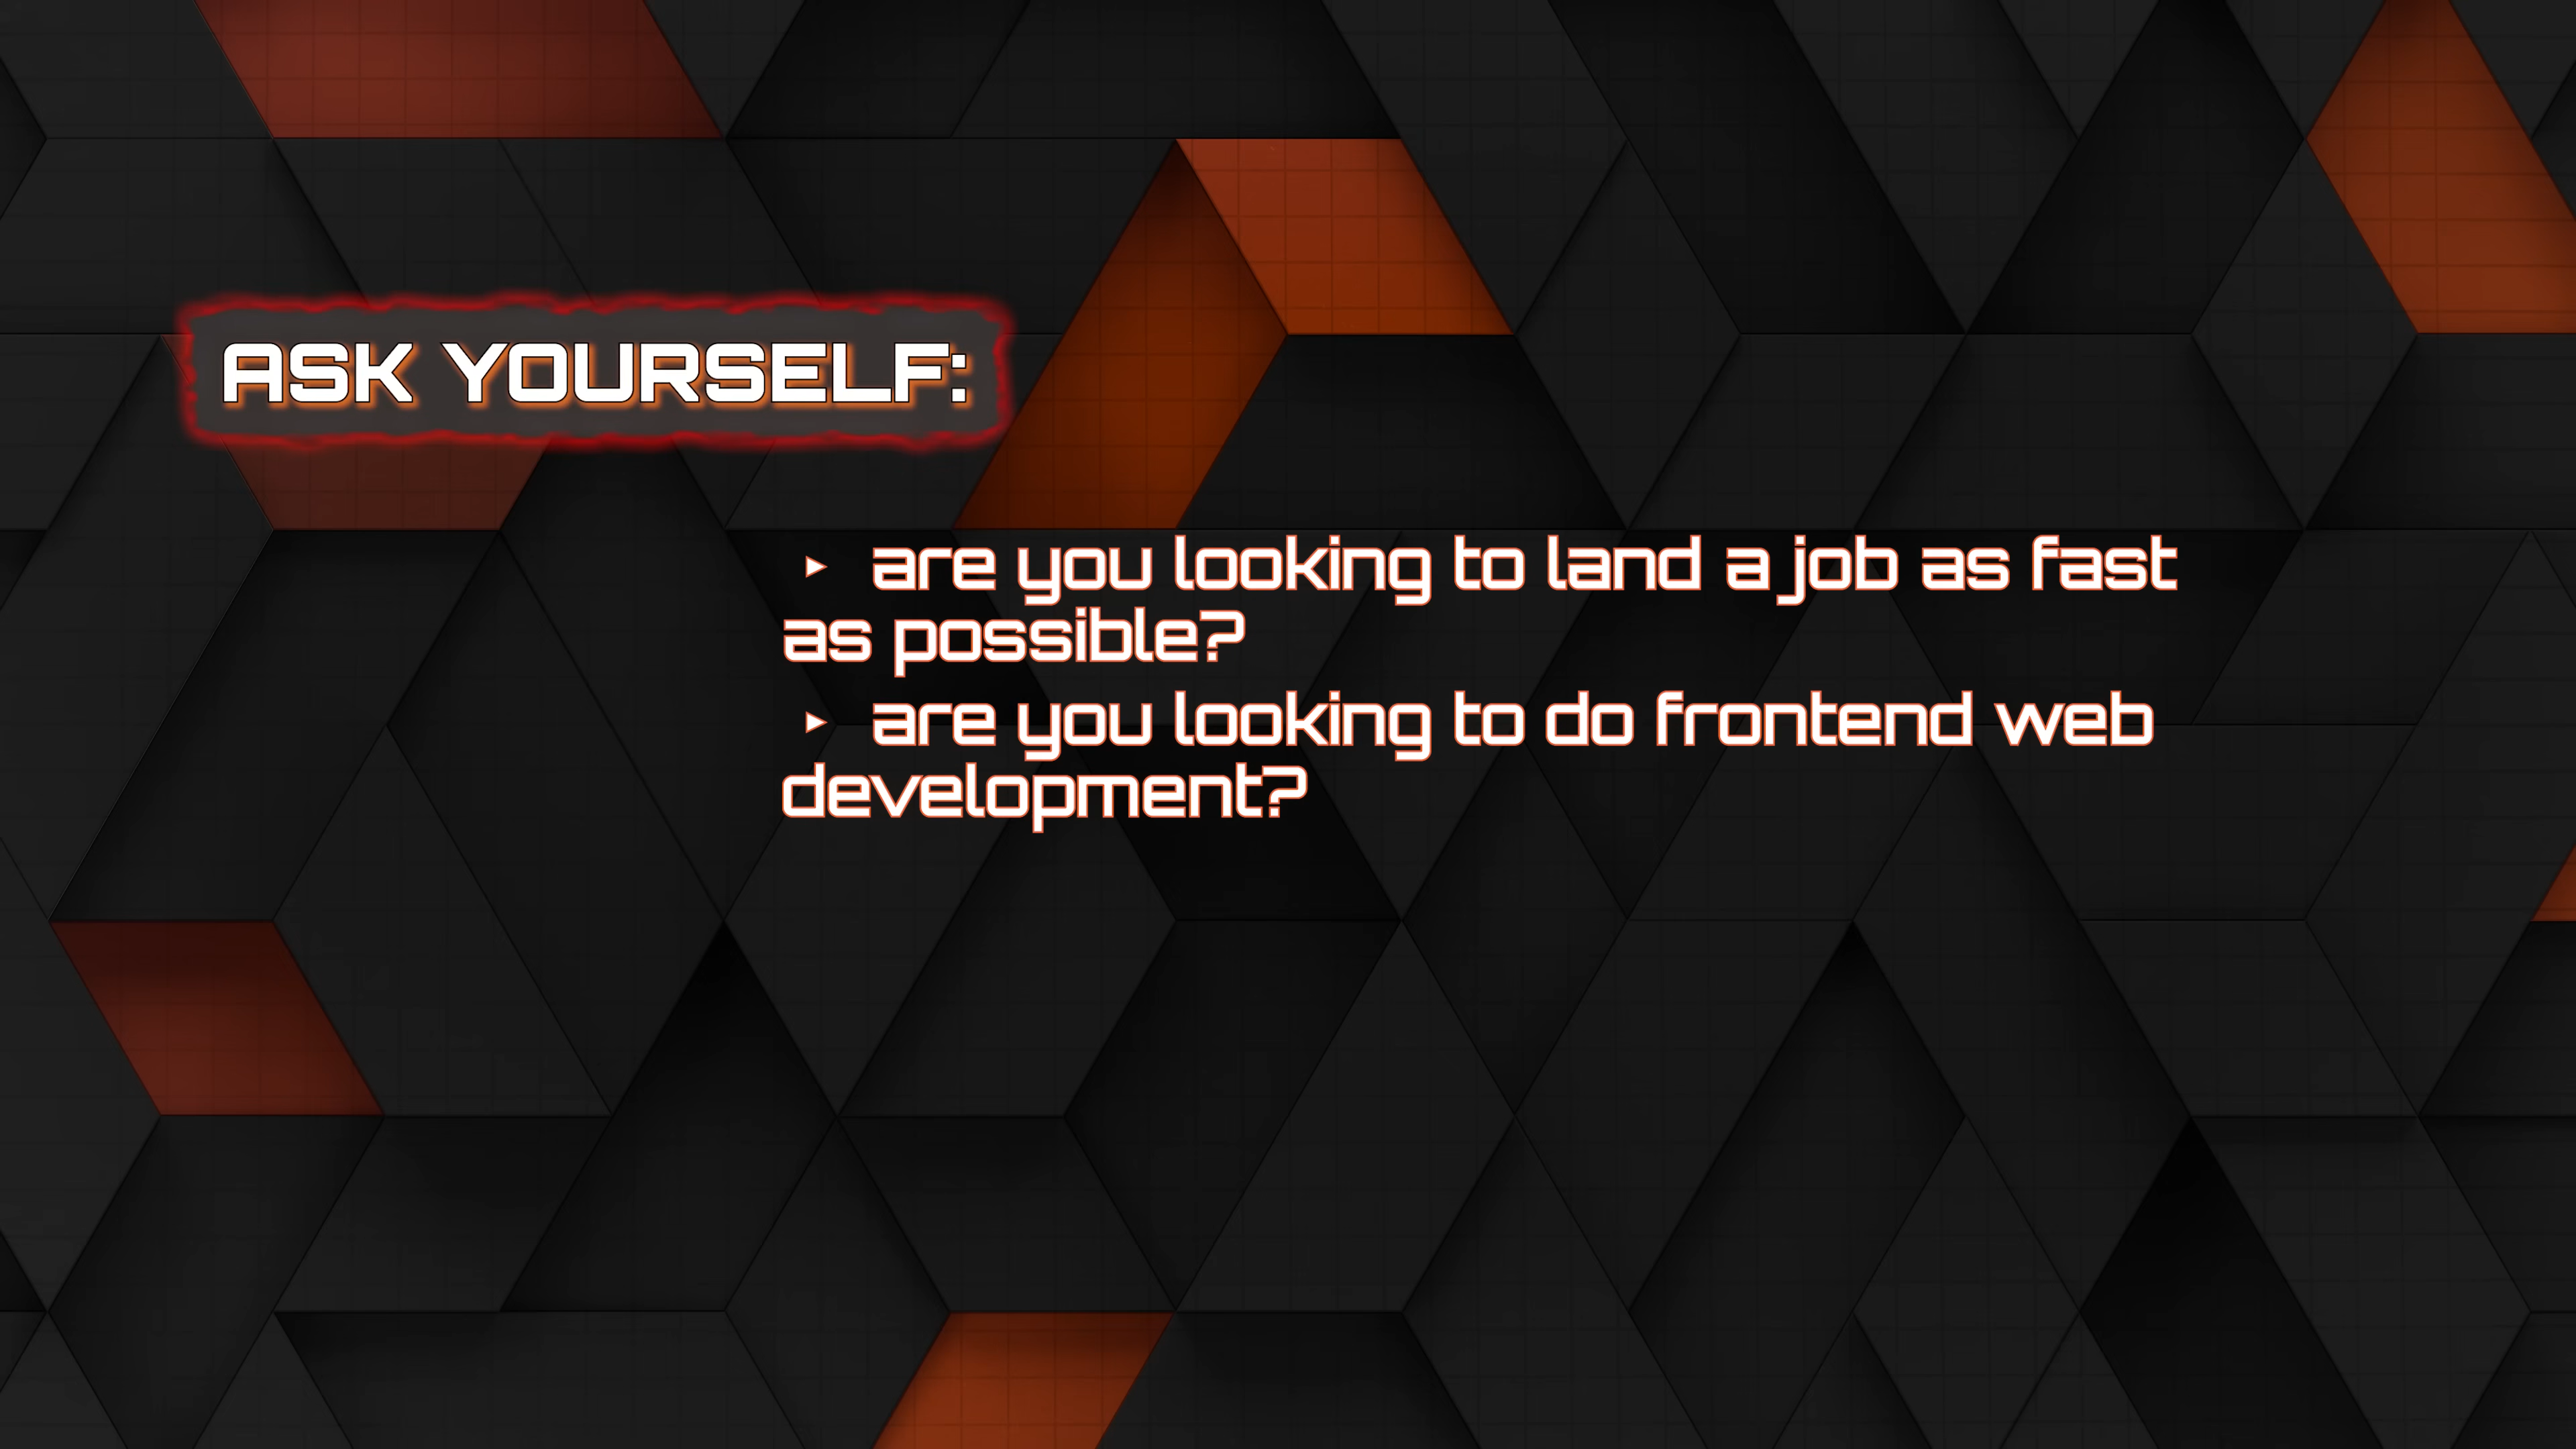 ASK YOURSELF:
▸ are you looking to land a job as fast
as possible?
▸ are you looking to do frontend web
development?